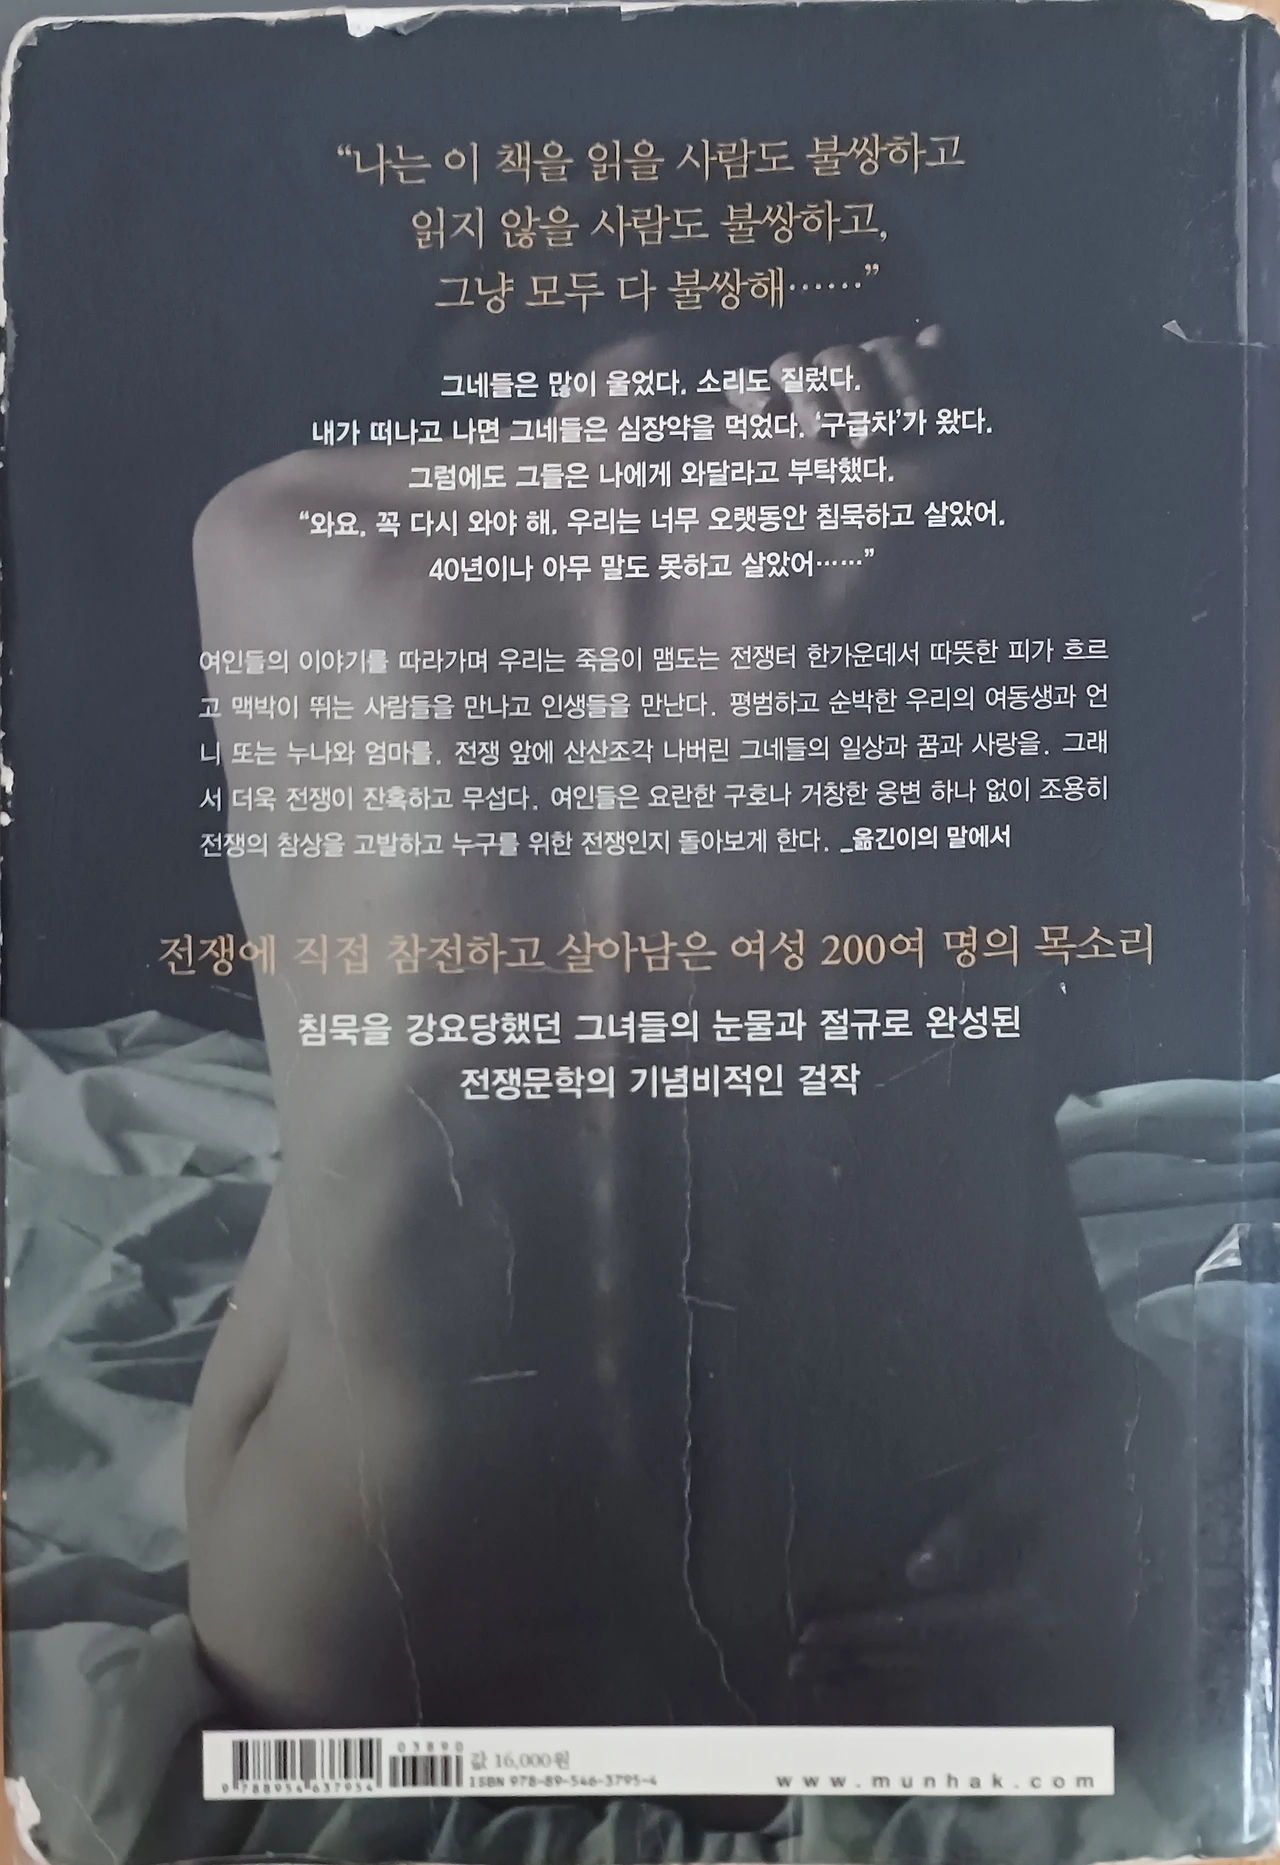 “나는 이 책을 읽을 사람도 불쌍하고
읽지 않을 사람도 불쌍하고,
그냥 모두 다 불쌍해……”
그네들은 많이 울었다. 소리도 질렀다.
내가 떠나고 나면 그네들은 심장약을 먹었다. ‘구급차’가 왔다.
그럼에도 그들은 나에게 와달라고 부탁했다.
“와요. 꼭 다시 와야 해. 우리는 너무 오랫동안 침묵하고 살았어.
40년이나 아무 말도 못하고 살았어……”
여인들의 이야기를 따라가며 우리는 죽음이 맴도는 전쟁터 한가운데서 따뜻한 피가 흐르
고 맥박이 뛰는 사람들을 만나고 인생들을 만난다. 평범하고 순박한 우리의 여동생과 언
니 또는 누나와 엄마를. 전쟁 앞에 산산조각 나버린 그네들의 일상과 꿈과 사랑을. 그래
서 더욱 전쟁이 잔혹하고 무섭다. 여인들은 요란한 구호나 거창한 웅변 하나 없이 조용히
전쟁의 참상을 고발하고 누구를 위한 전쟁인지 돌아보게 한다. _옮긴이의 말에서
전쟁에 직접 참전하고 살아남은 여성 200여 명의 목소리
침묵을 강요당했던 그녀들의 눈물과 절규로 완성된
전쟁문학의 기념비적인 걸작
03890
9 788954 637954
값 16,000원
ISBN 978-89-546-3795-4
www.munhak.com